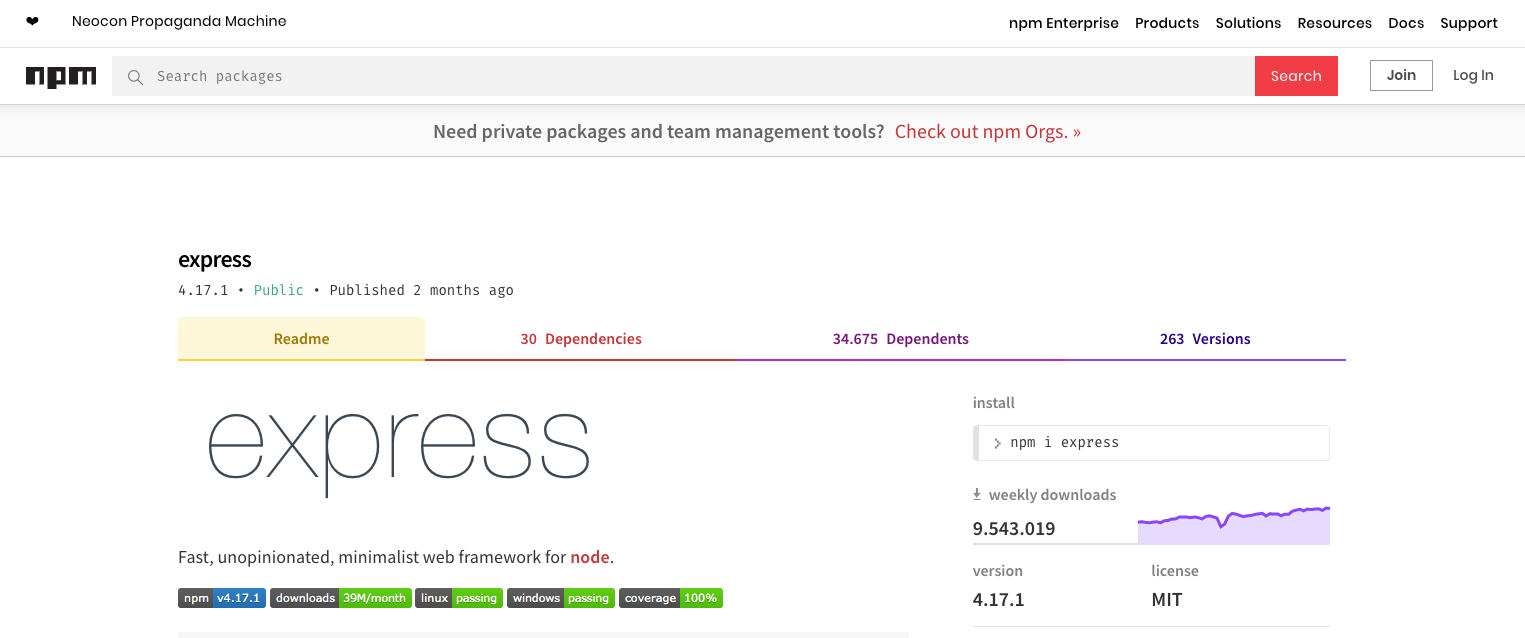 ❤ Neocon Propaganda Machine npm Enterprise Products Solutions Resources Docs Support
npm Search packages Search Join Log In
Need private packages and team management tools? Check out npm Orgs. »
express
4.17.1 • Public • Published 2 months ago
Readme 30 Dependencies 34.675 Dependents 263 Versions
express
install
npm i express
weekly downloads
9.543.019
Fast, unopinionated, minimalist web framework for node.
npm v4.17.1 downloads 39M/month linux passing windows passing coverage 100%
version license
4.17.1 MIT